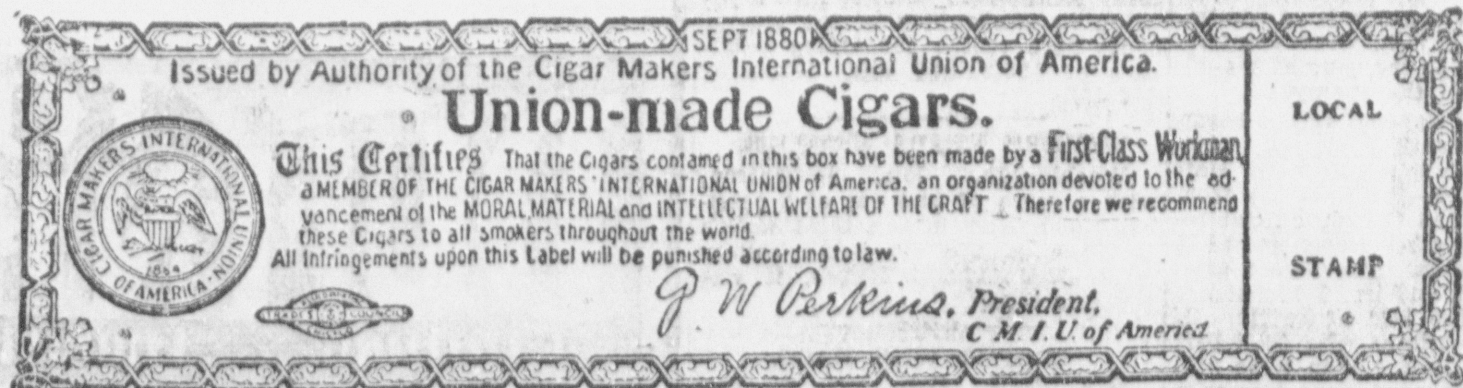 SEPT 1880
Issued by Authority of the Cigar Makers International Union of America.
Union-made Cigars.
This Certifies That the Cigars contained in this box have been made by a First-Class Workman,
a MEMBER OF THE CIGAR MAKERS' INTERNATIONAL UNION of America, an organization devoted to the ad-
vancement of the MORAL, MATERIAL and INTELLECTUAL WELFARE OF THE CRAFT. Therefore we recommend
these Cigars to all smokers throughout the world.
All Infringements upon this Label will be punished according to law.
G W Perkins, President,
C M. I. U. of America
CIGAR MAKERS INTERNATIONAL UNION
OF AMERICA
1864
TRADES COUNCIL
LOCAL
STAMP